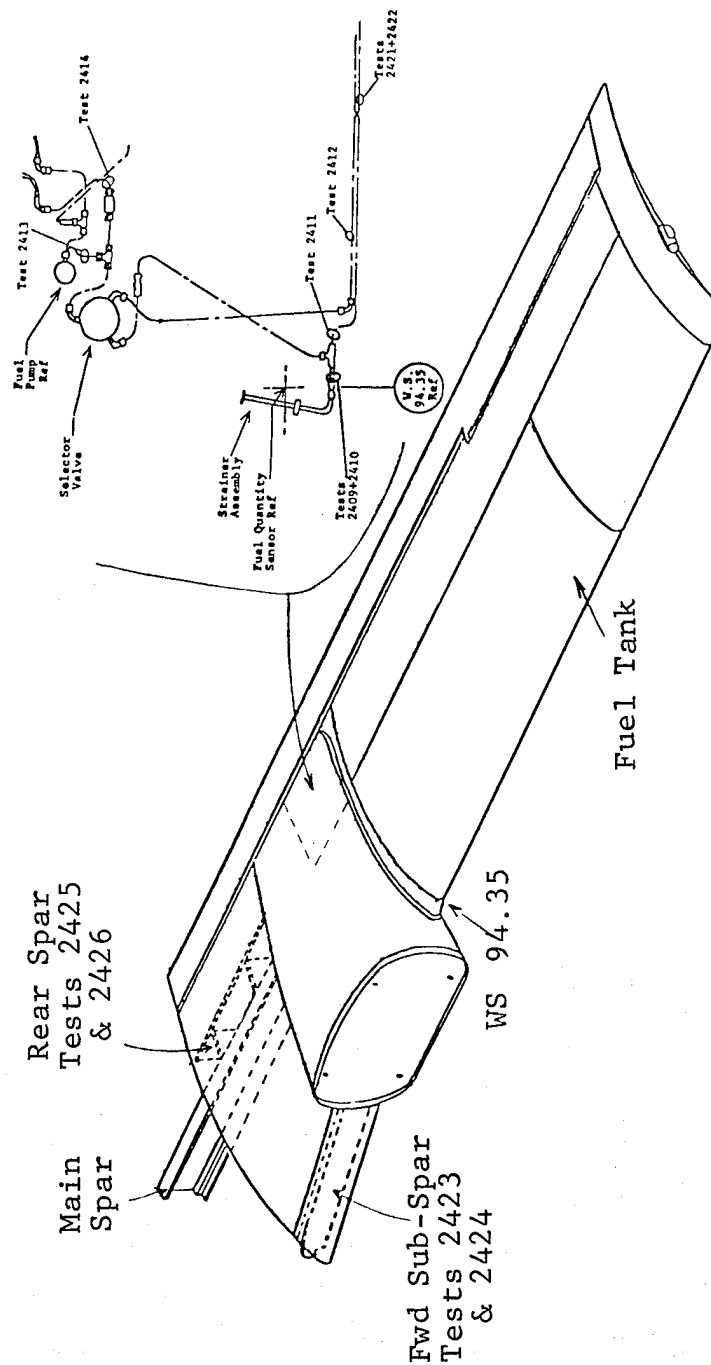 Fuel
Pump
Ref
Test 2413
Test 2414
Selector
Valve
Strainer
Assembly
Fuel Quantity
Sensor Ref
Tests
2409+2410
W.S.
94.35
Ref
Test 2411
Test 2412
Tests
2421+2422
Main
Spar
Rear Spar
Tests 2425
& 2426
Fwd Sub-Spar
Tests 2423
& 2424
WS 94.35
Fuel Tank